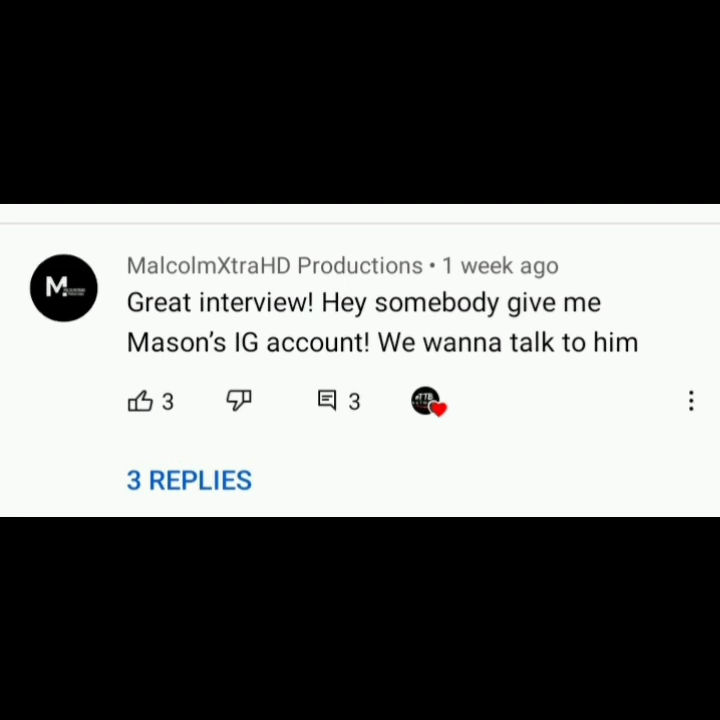 MalcolmXtraHD Productions • 1 week ago
Great interview! Hey somebody give me
Mason's IG account! We wanna talk to him
M.
3
3
TTB
3 REPLIES